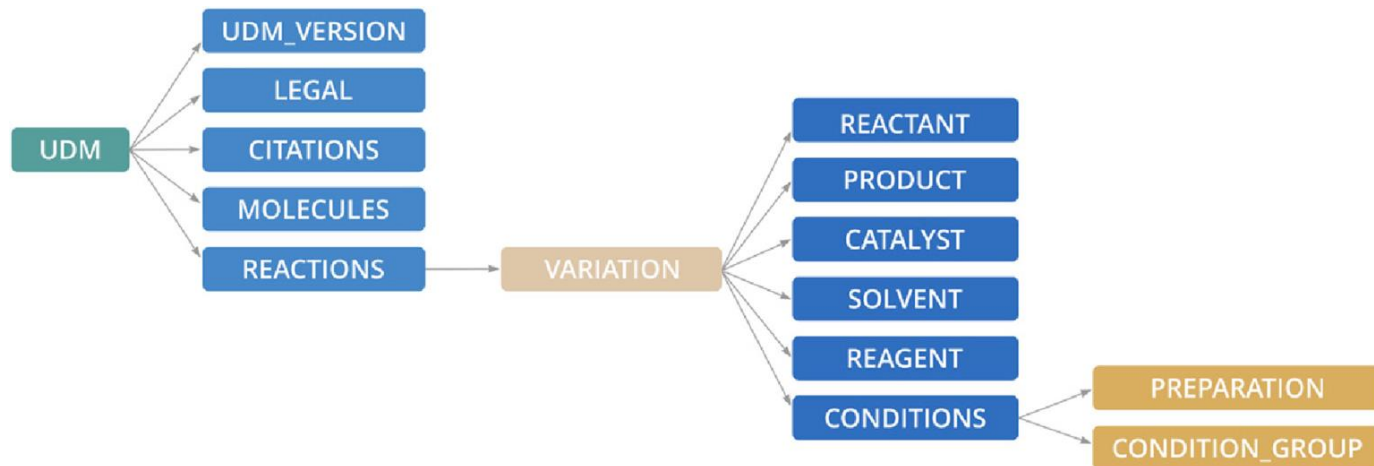 UDM
UDM_VERSION
LEGAL
CITATIONS
MOLECULES
REACTIONS
VARIATION
REACTANT
PRODUCT
CATALYST
SOLVENT
REAGENT
CONDITIONS
PREPARATION
CONDITION_GROUP